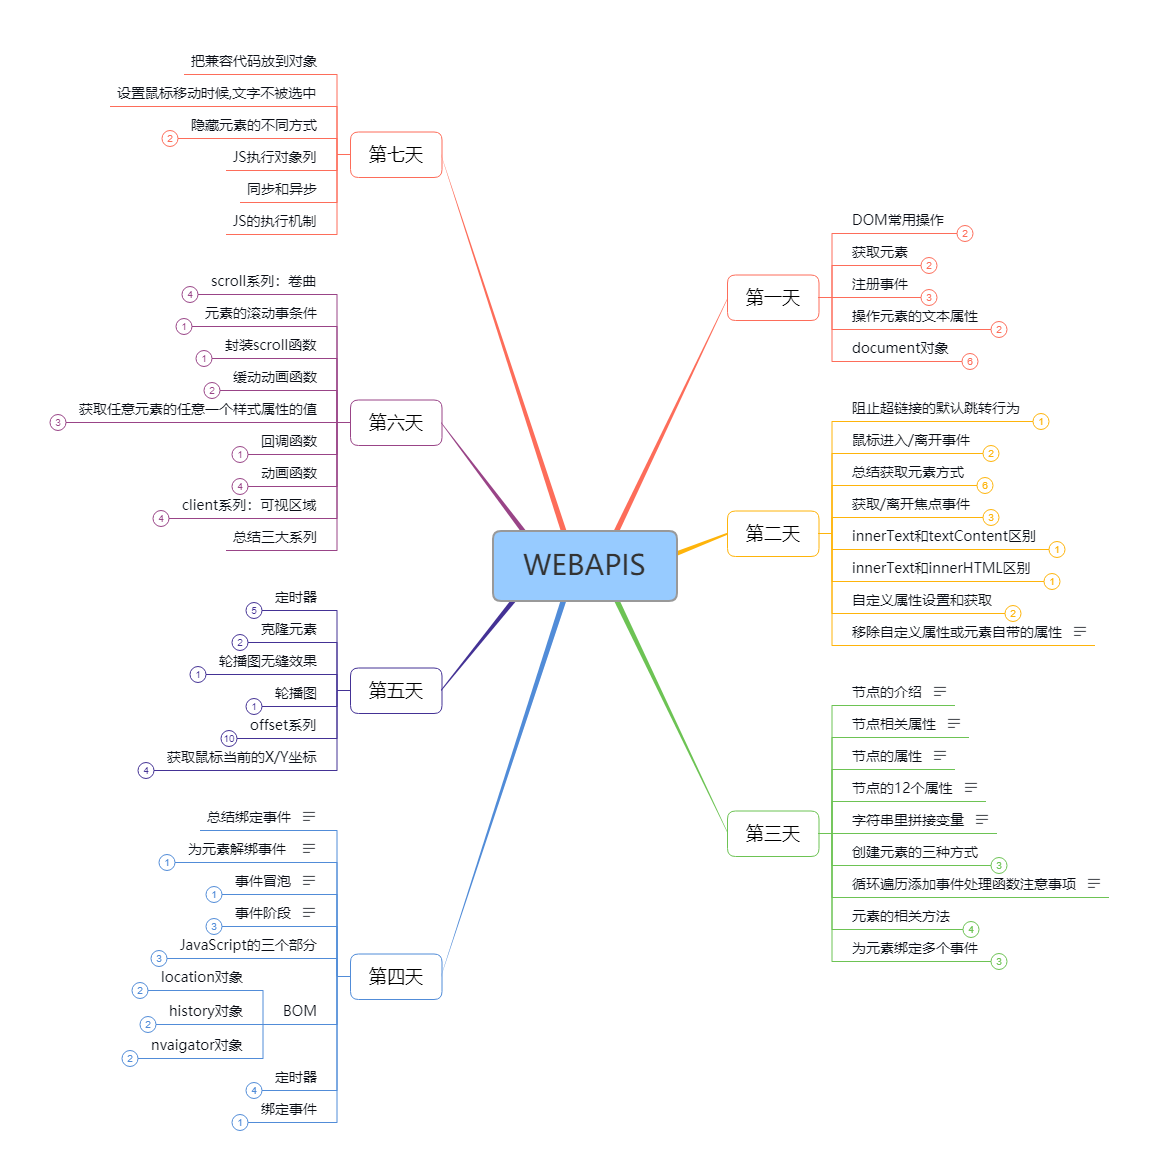 WEBAPIS
第一天
DOM常用操作 2
获取元素 2
注册事件 3
操作元素的文本属性 2
document对象 6
第二天
阻止超链接的默认跳转行为 1
鼠标进入/离开事件 2
总结获取元素方式 6
获取/离开焦点事件 3
innerText和textContent区别 1
innerText和innerHTML区别 1
自定义属性设置和获取 2
移除自定义属性或元素自带的属性
第三天
节点的介绍
节点相关属性
节点的属性
节点的12个属性
字符串里拼接变量
创建元素的三种方式 3
循环遍历添加事件处理函数注意事项
元素的相关方法 4
为元素绑定多个事件 3
第四天
总结绑定事件
为元素解绑事件 1
事件冒泡 1
事件阶段 3
JavaScript的三个部分 3
BOM
location对象 2
history对象 2
nvaigator对象 2
定时器 4
绑定事件 1
第五天
定时器 5
克隆元素 2
轮播图无缝效果 1
轮播图 1
offset系列 10
获取鼠标当前的X/Y坐标 4
第六天
scroll系列：卷曲 4
元素的滚动事条件 1
封装scroll函数 1
缓动动画函数 2
获取任意元素的任意一个样式属性的值 3
回调函数 1
动画函数 4
client系列：可视区域 4
总结三大系列
第七天
把兼容代码放到对象
设置鼠标移动时候,文字不被选中
隐藏元素的不同方式 2
JS执行对象列
同步和异步
JS的执行机制